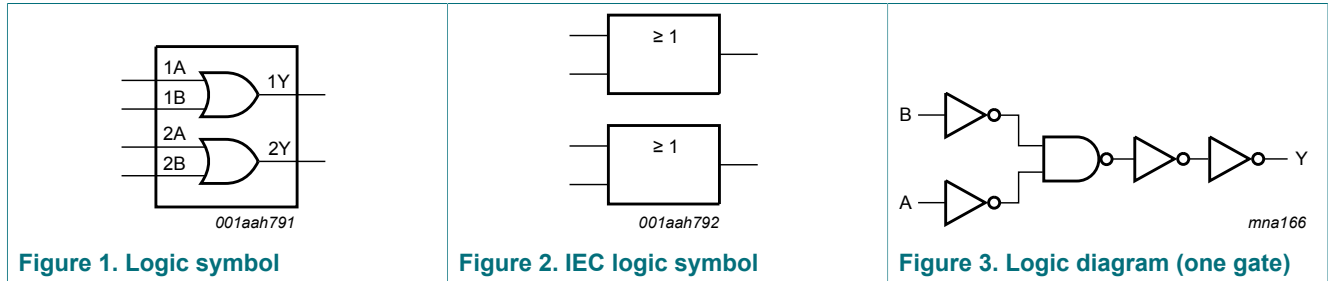 1A
1Y
1B
2A
2Y
2B
001aah791
Figure 1. Logic symbol
≥ 1
≥ 1
001aah792
Figure 2. IEC logic symbol
B
Y
A
mna166
Figure 3. Logic diagram (one gate)